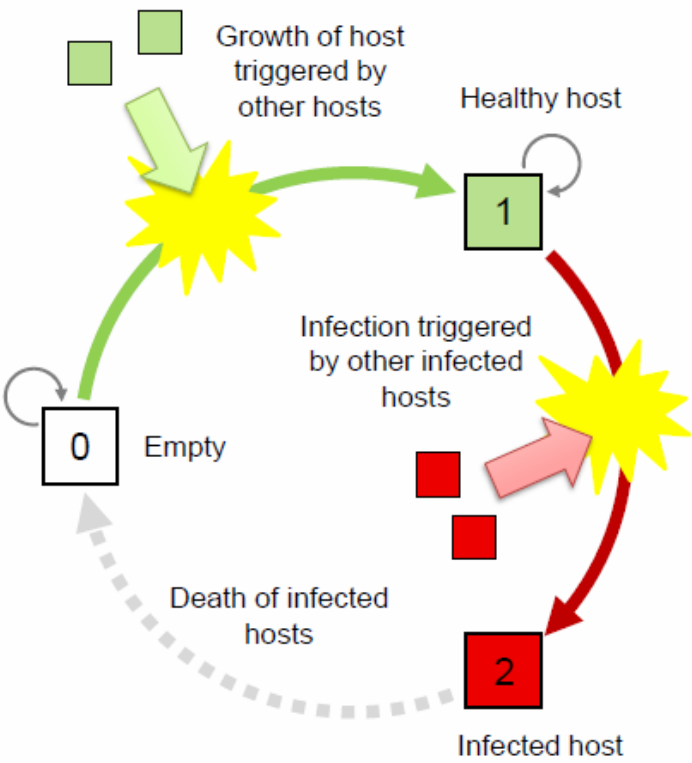 Growth of host
triggered by
other hosts
Healthy host
1
Infection triggered
by other infected
hosts
0
Empty
Death of infected
hosts
2
Infected host